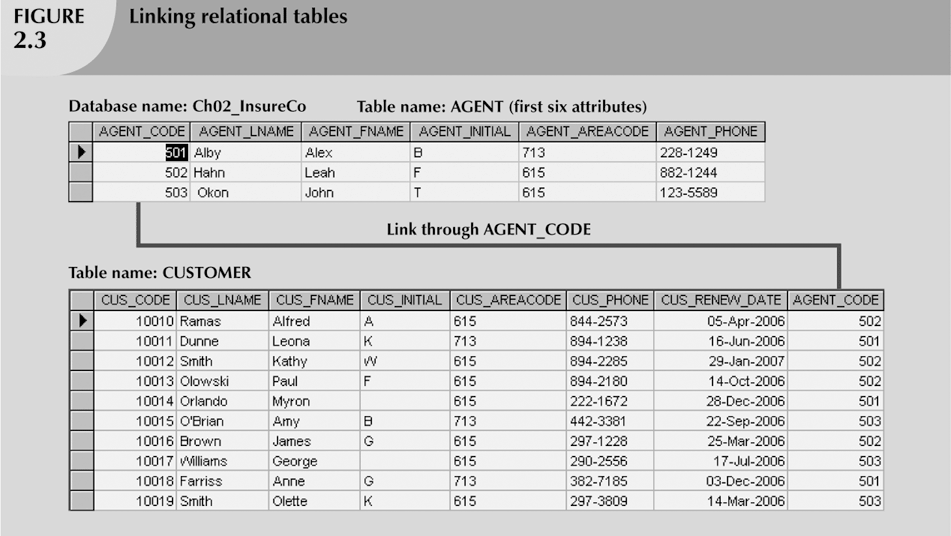 FIGURE 2.3
Linking relational tables
Database name: Ch02_InsureCo Table name: AGENT (first six attributes)
AGENT_CODE AGENT_LNAME AGENT_FNAME AGENT_INITIAL AGENT_AREACODE AGENT_PHONE
501 Alby Alex B 713 228-1249
502 Hahn Leah F 615 882-1244
503 Okon John T 615 123-5589
Link through AGENT_CODE
Table name: CUSTOMER
CUS_CODE CUS_LNAME CUS_FNAME CUS_INITIAL CUS_AREACODE CUS_PHONE CUS_RENEW_DATE AGENT_CODE
10010 Ramas Alfred A 615 844-2573 05-Apr-2006 502
10011 Dunne Leona K 713 894-1238 16-Jun-2006 501
10012 Smith Kathy W 615 894-2285 29-Jan-2007 502
10013 Olowski Paul F 615 894-2180 14-Oct-2006 502
10014 Orlando Myron 615 222-1672 28-Dec-2006 501
10015 O'Brian Amy B 713 442-3381 22-Sep-2006 503
10016 Brown James G 615 297-1228 25-Mar-2006 502
10017 Williams George 615 290-2556 17-Jul-2006 503
10018 Farriss Anne G 713 382-7185 03-Dec-2006 501
10019 Smith Olette K 615 297-3809 14-Mar-2006 503